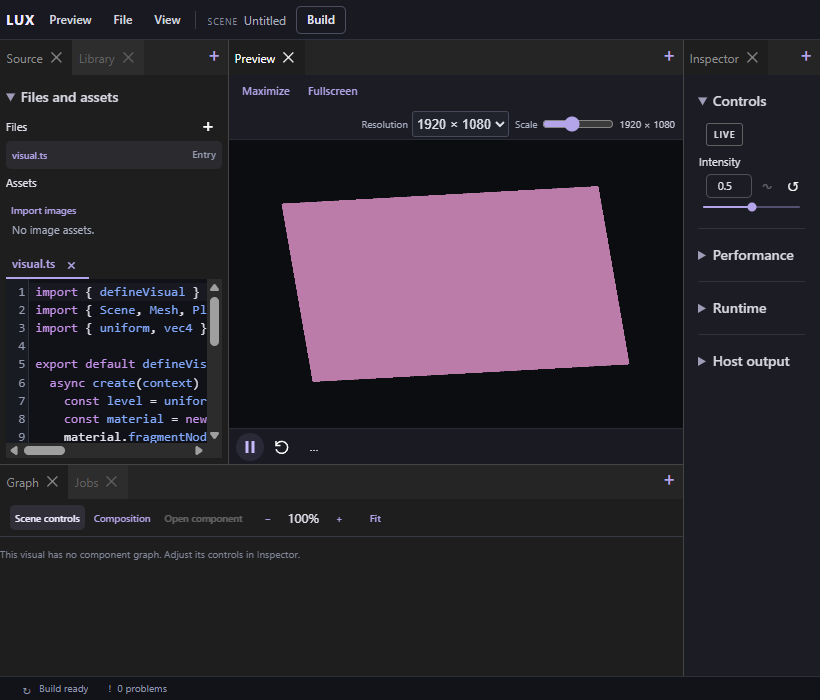 LUX Preview File View SCENE Untitled Build
Source Library +
Files and assets
Files +
visual.ts Entry
Assets
Import images
No image assets.
visual.ts
1 import { defineVisual }
2 import { Scene, Mesh, Pl
3 import { uniform, vec4 }
4
5 export default defineVis
6 async create(context)
7 const level = unifor
8 const material = new
9 material.fragmentNod
Preview +
Maximize Fullscreen
Resolution 1920 × 1080 Scale 1920 × 1080
...
Inspector +
Controls
LIVE
Intensity
0.5
Performance
Runtime
Host output
Graph Jobs +
Scene controls Composition Open component − 100% + Fit
This visual has no component graph. Adjust its controls in Inspector.
Build ready ! 0 problems